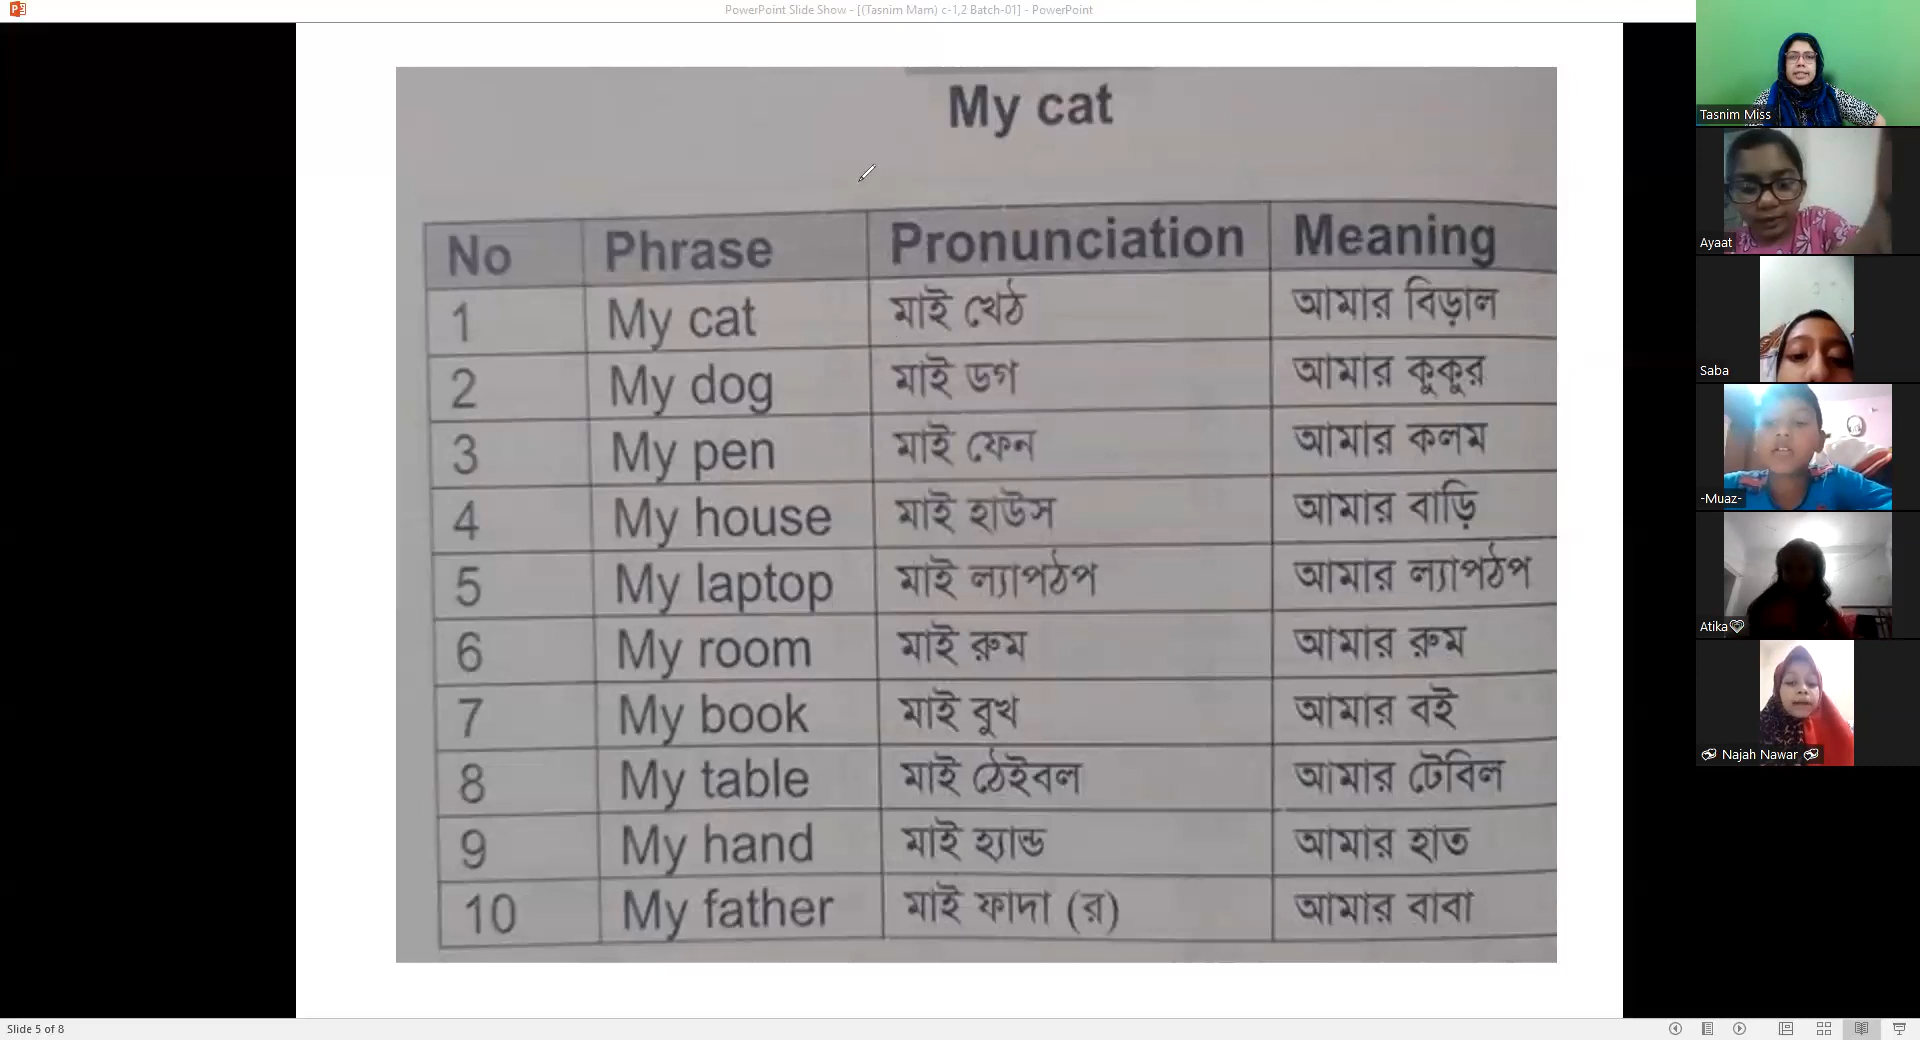 PowerPoint Slide Show - [(Tasnim Mam) c-1,2 Batch-01] - PowerPoint
My cat
No Phrase Pronunciation Meaning
1 My cat মাই খেঠ আমার বিড়াল
2 My dog মাই ডগ আমার কুকুর
3 My pen মাই ফেন আমার কলম
4 My house মাই হাউস আমার বাড়ি
5 My laptop মাই ল্যাপঠপ আমার ল্যাপঠপ
6 My room মাই রুম আমার রুম
7 My book মাই বুখ আমার বই
8 My table মাই ঠেইবল আমার টেবিল
9 My hand মাই হ্যান্ড আমার হাত
10 My father মাই ফাদা (র) আমার বাবা
Tasnim Miss
Ayaat
Saba
-Muaz-
Atika
Najah Nawar
Slide 5 of 8